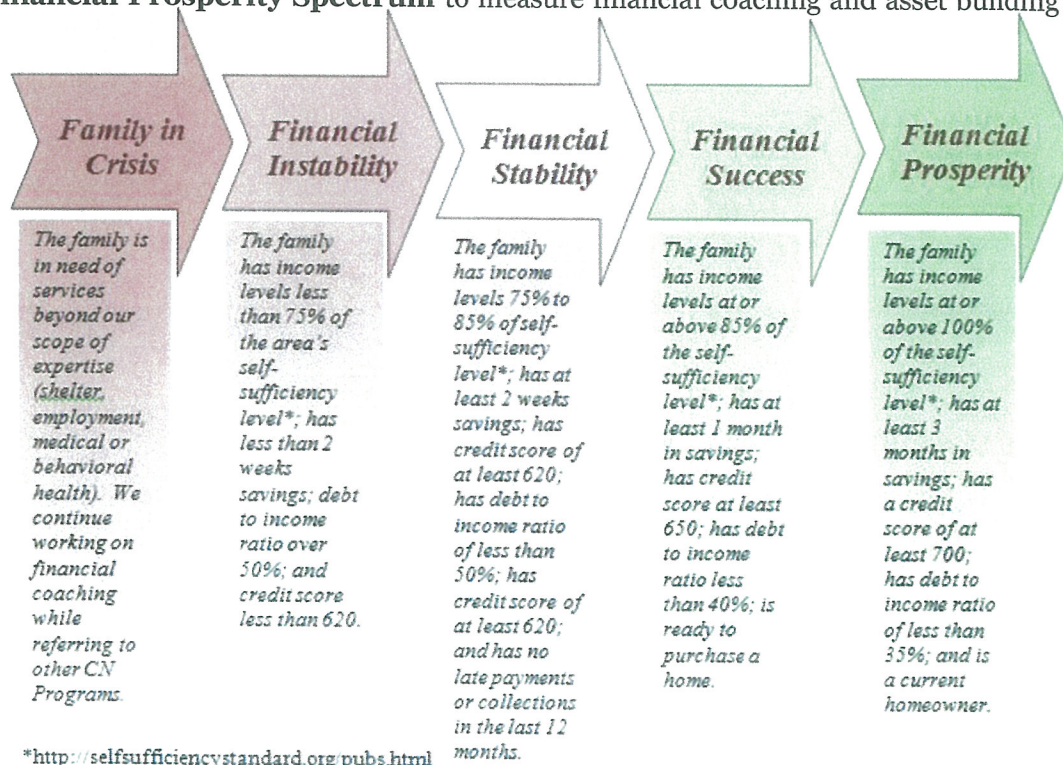 nancial Prosperity Spectrum to measure financial coaching and asset building
Family in
Crisis
The family is
in need of
services
beyond our
scope of
expertise
(shelter,
employment,
medical or
behavioral
health). We
continue
working on
financial
coaching
while
referring to
other CN
Programs.
Financial
Instability
The family
has income
levels less
than 75% of
the area's
self-
sufficiency
level*; has
less than 2
weeks
savings; debt
to income
ratio over
50%; and
credit score
less than 620.
Financial
Stability
The family
has income
levels 75% to
85% of self-
sufficiency
level*; has at
least 2 weeks
savings; has
credit score of
at least 620;
has debt to
income ratio
of less than
50%; has
credit score of
at least 620;
and has no
late payments
or collections
in the last 12
months.
Financial
Success
The family
has income
levels at or
above 85% of
the self-
sufficiency
level*; has at
least 1 month
in savings;
has credit
score at least
650; has debt
to income
ratio less
than 40%; is
ready to
purchase a
home.
Financial
Prosperity
The family
has income
levels at or
above 100%
of the self-
sufficiency
level*; has at
least 3
months in
savings; has
a credit
score of at
least 700;
has debt to
income ratio
of less than
35%; and is
a current
homeowner.
*http://selfsufficiencystandard.org/pubs.html